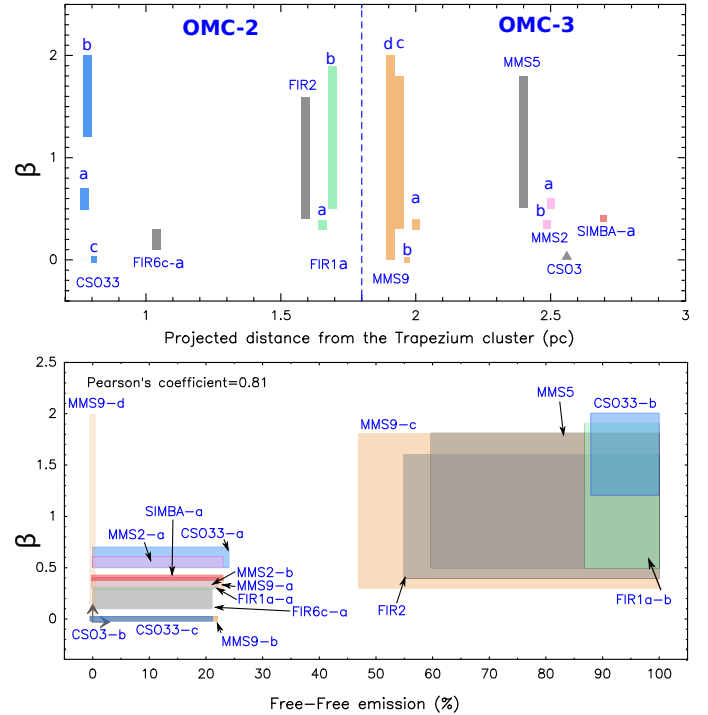 OMC-2
OMC-3
b
b
d c
FIR2
MMS5
a
a
a
a
b
SIMBA-a
MMS2
c
b
FIR6c-a
FIR1a
CSO3
CSO33
MMS9
β
2
1
0
1
1.5
2
2.5
3
Projected distance from the Trapezium cluster (pc)
Pearson's coefficient=0.81
MMS9-d
MMS5
CSO33-b
MMS9-c
SIMBA-a
MMS2-a
CSO33-a
MMS2-b
MMS9-a
FIR1a-a
FIR6c-a
FIR2
FIR1a-b
CSO3-b
CSO33-c
MMS9-b
β
2.5
2
1.5
1
0.5
0
0
10
20
30
40
50
60
70
80
90
100
Free-Free emission (%)